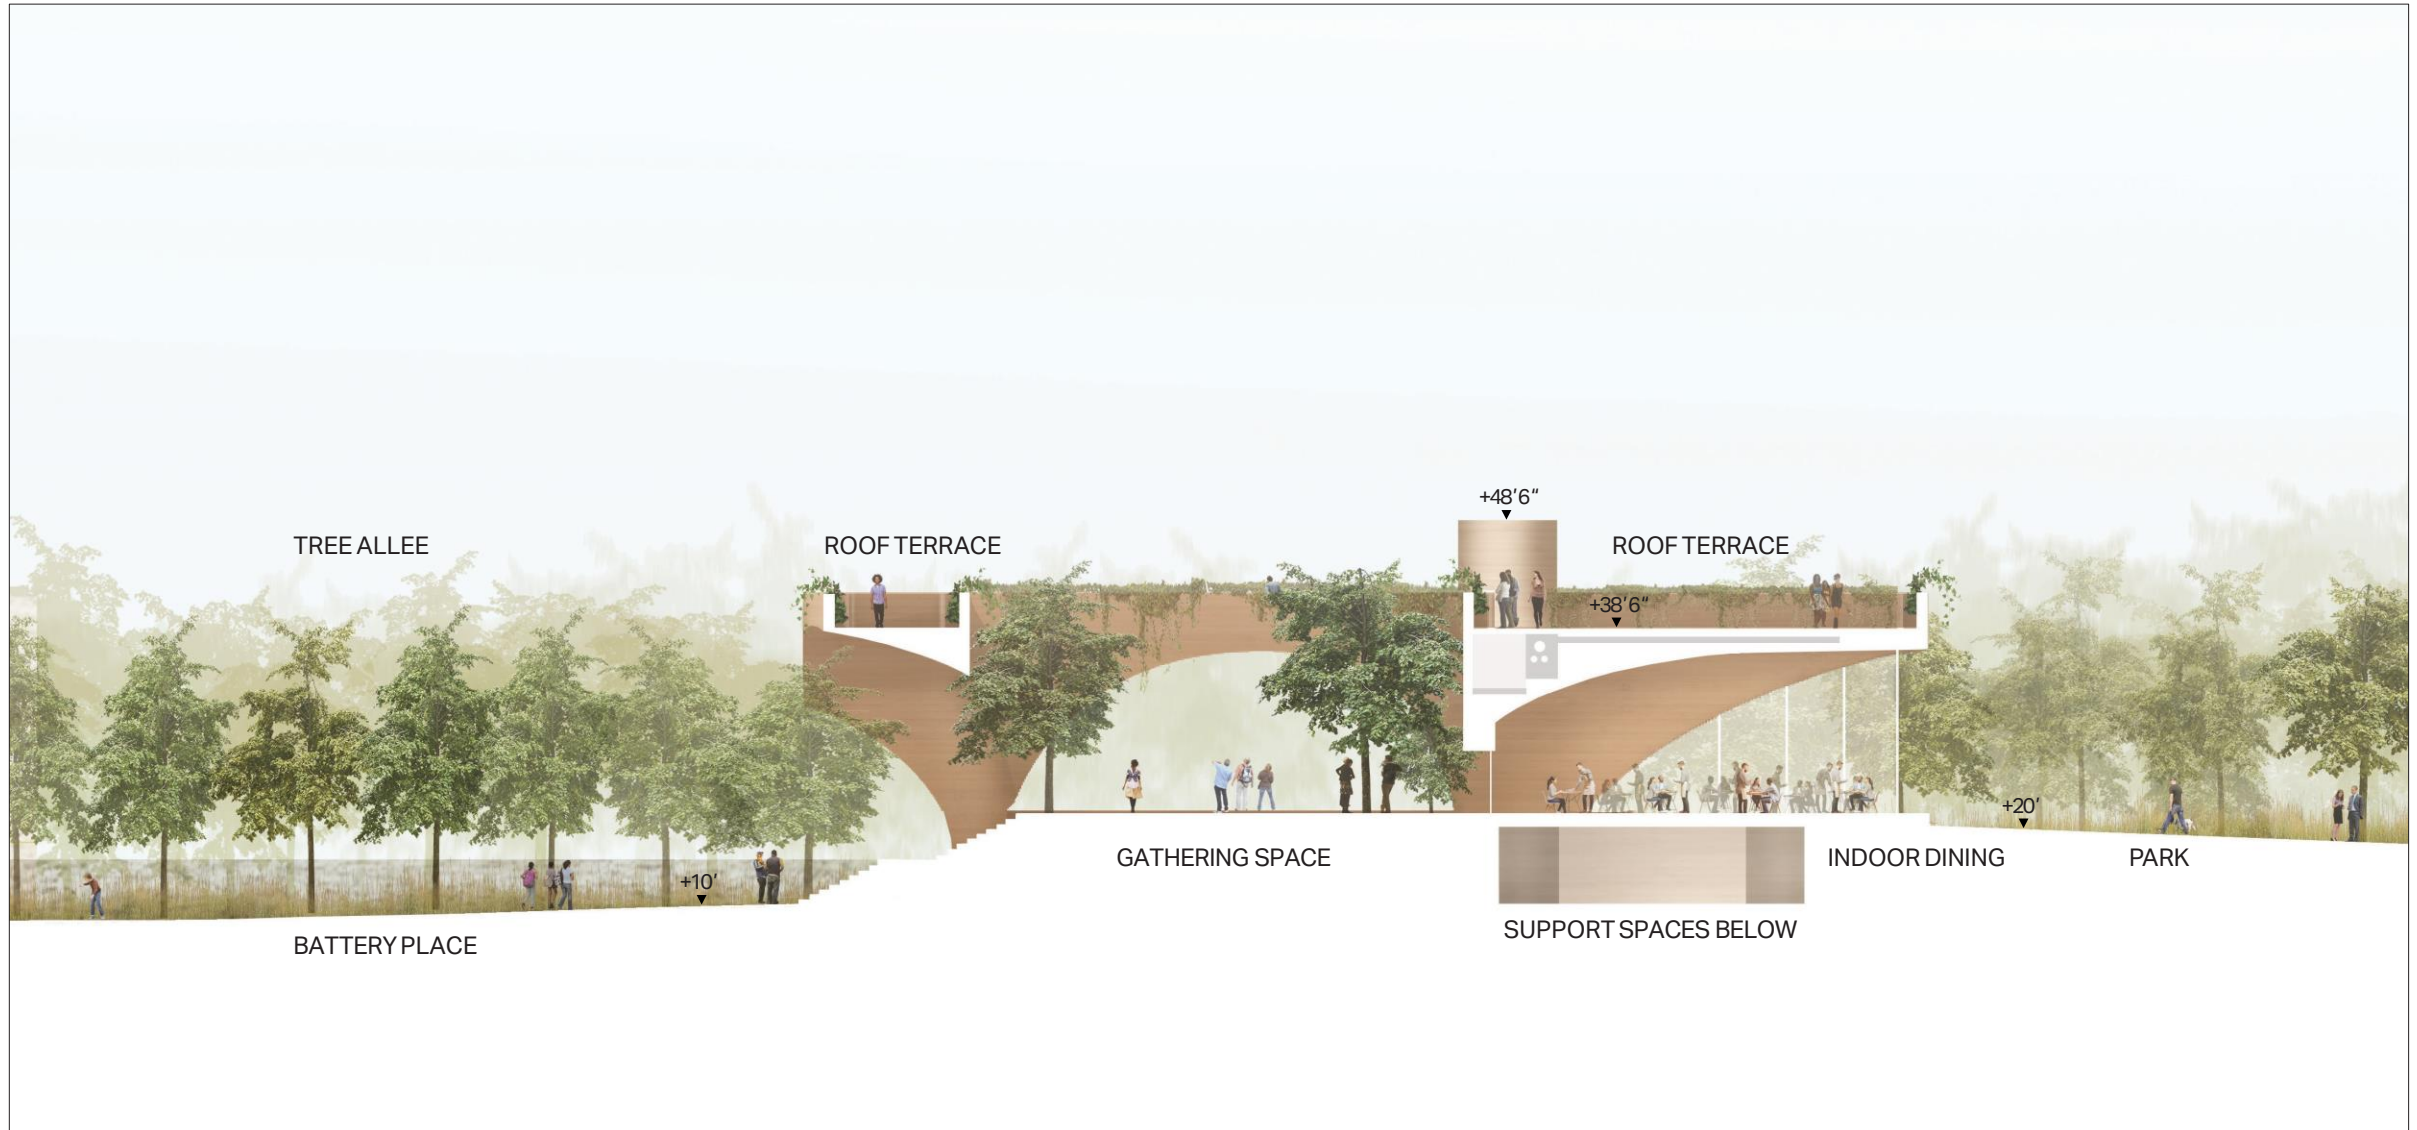 +48'6"
TREE ALLEE
ROOF TERRACE
ROOF TERRACE
+38'6"
+20'
GATHERING SPACE
INDOOR DINING
PARK
+10'
SUPPORT SPACES BELOW
BATTERY PLACE